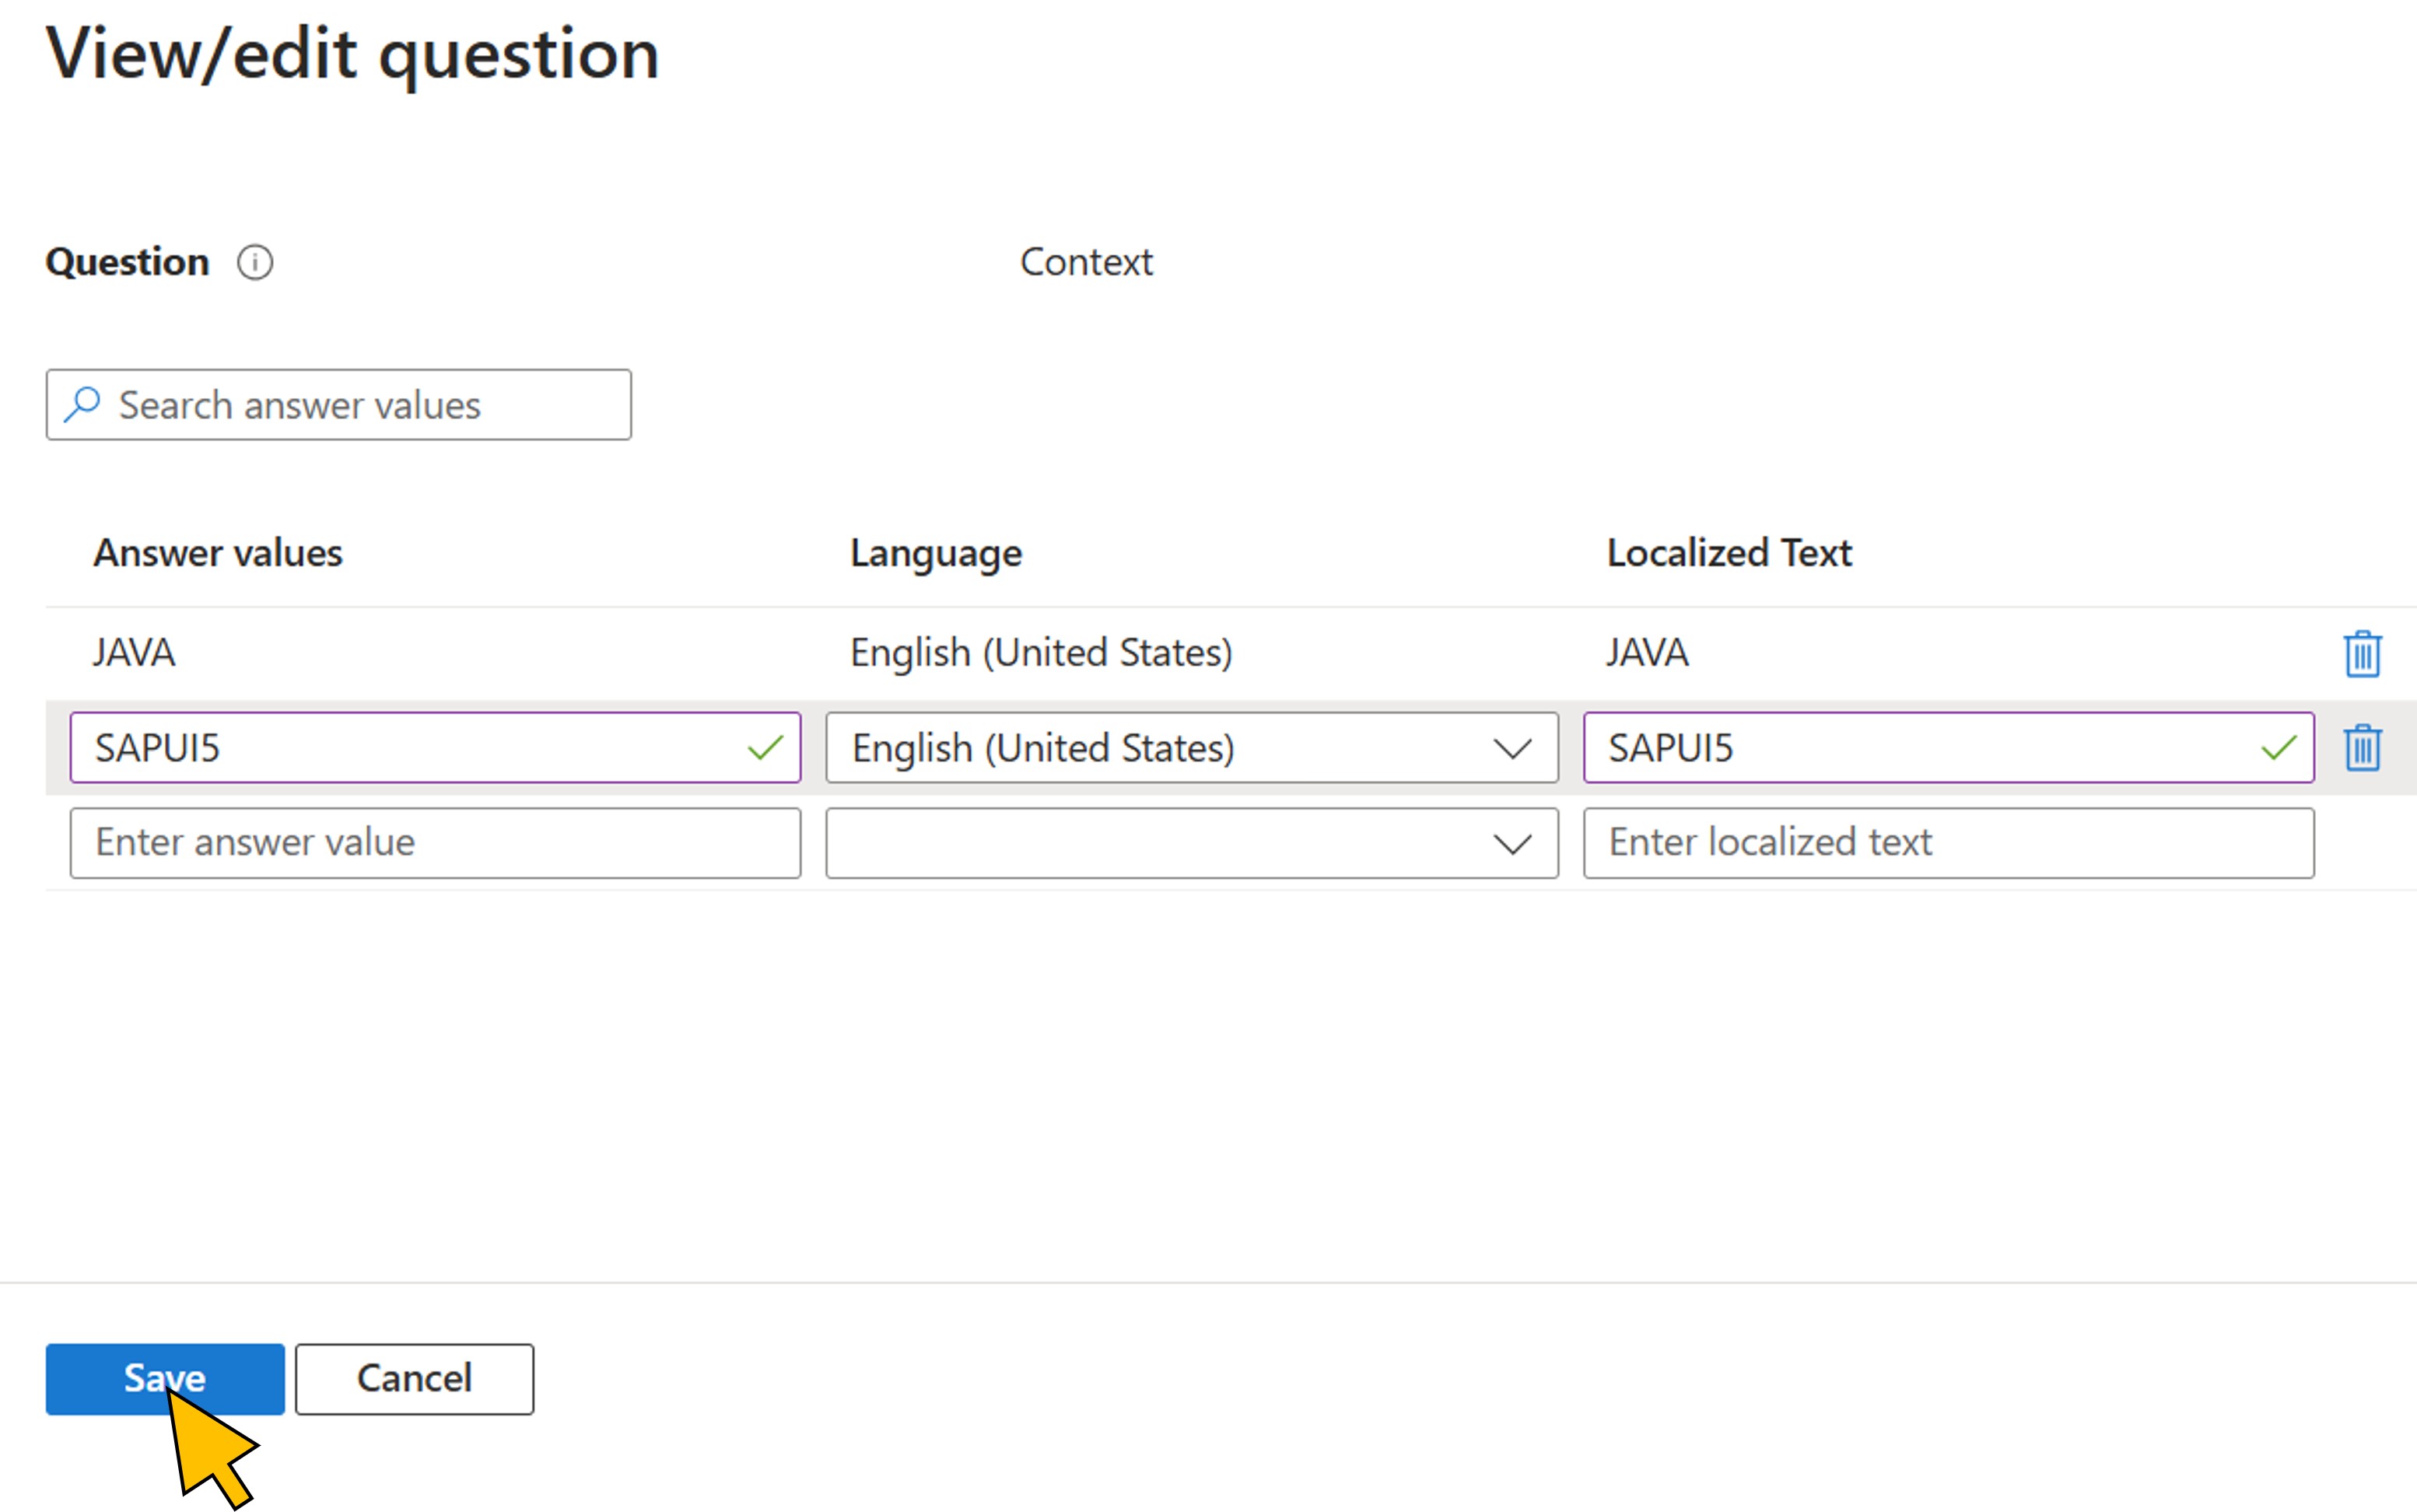 View/edit question
Question Context
Search answer values
Answer values Language Localized Text
JAVA English (United States) JAVA
SAPUI5 English (United States) SAPUI5
Enter answer value Enter localized text
Save Cancel